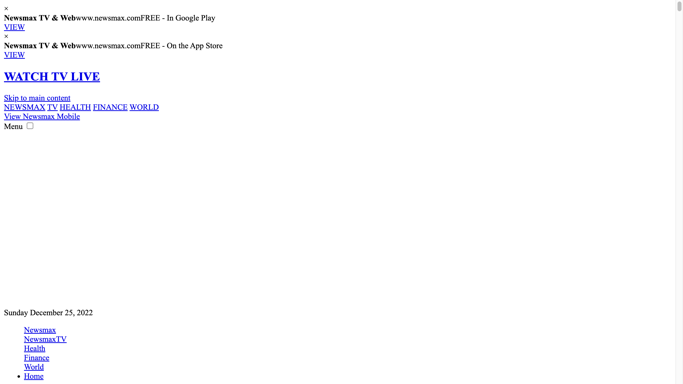 ×
Newsmax TV & Webwww.newsmax.comFREE - In Google Play
VIEW
×
Newsmax TV & Webwww.newsmax.comFREE - On the App Store
VIEW
WATCH TV LIVE
Skip to main content
NEWSMAX TV HEALTH FINANCE WORLD
View Newsmax Mobile
Menu
Sunday December 25, 2022
Newsmax
NewsmaxTV
Health
Finance
World
Home